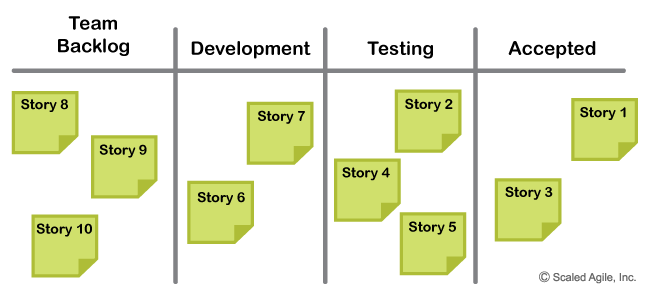 Team
Backlog
Development
Testing
Accepted
Story 8
Story 9
Story 10
Story 7
Story 6
Story 2
Story 4
Story 5
Story 1
Story 3
© Scaled Agile, Inc.